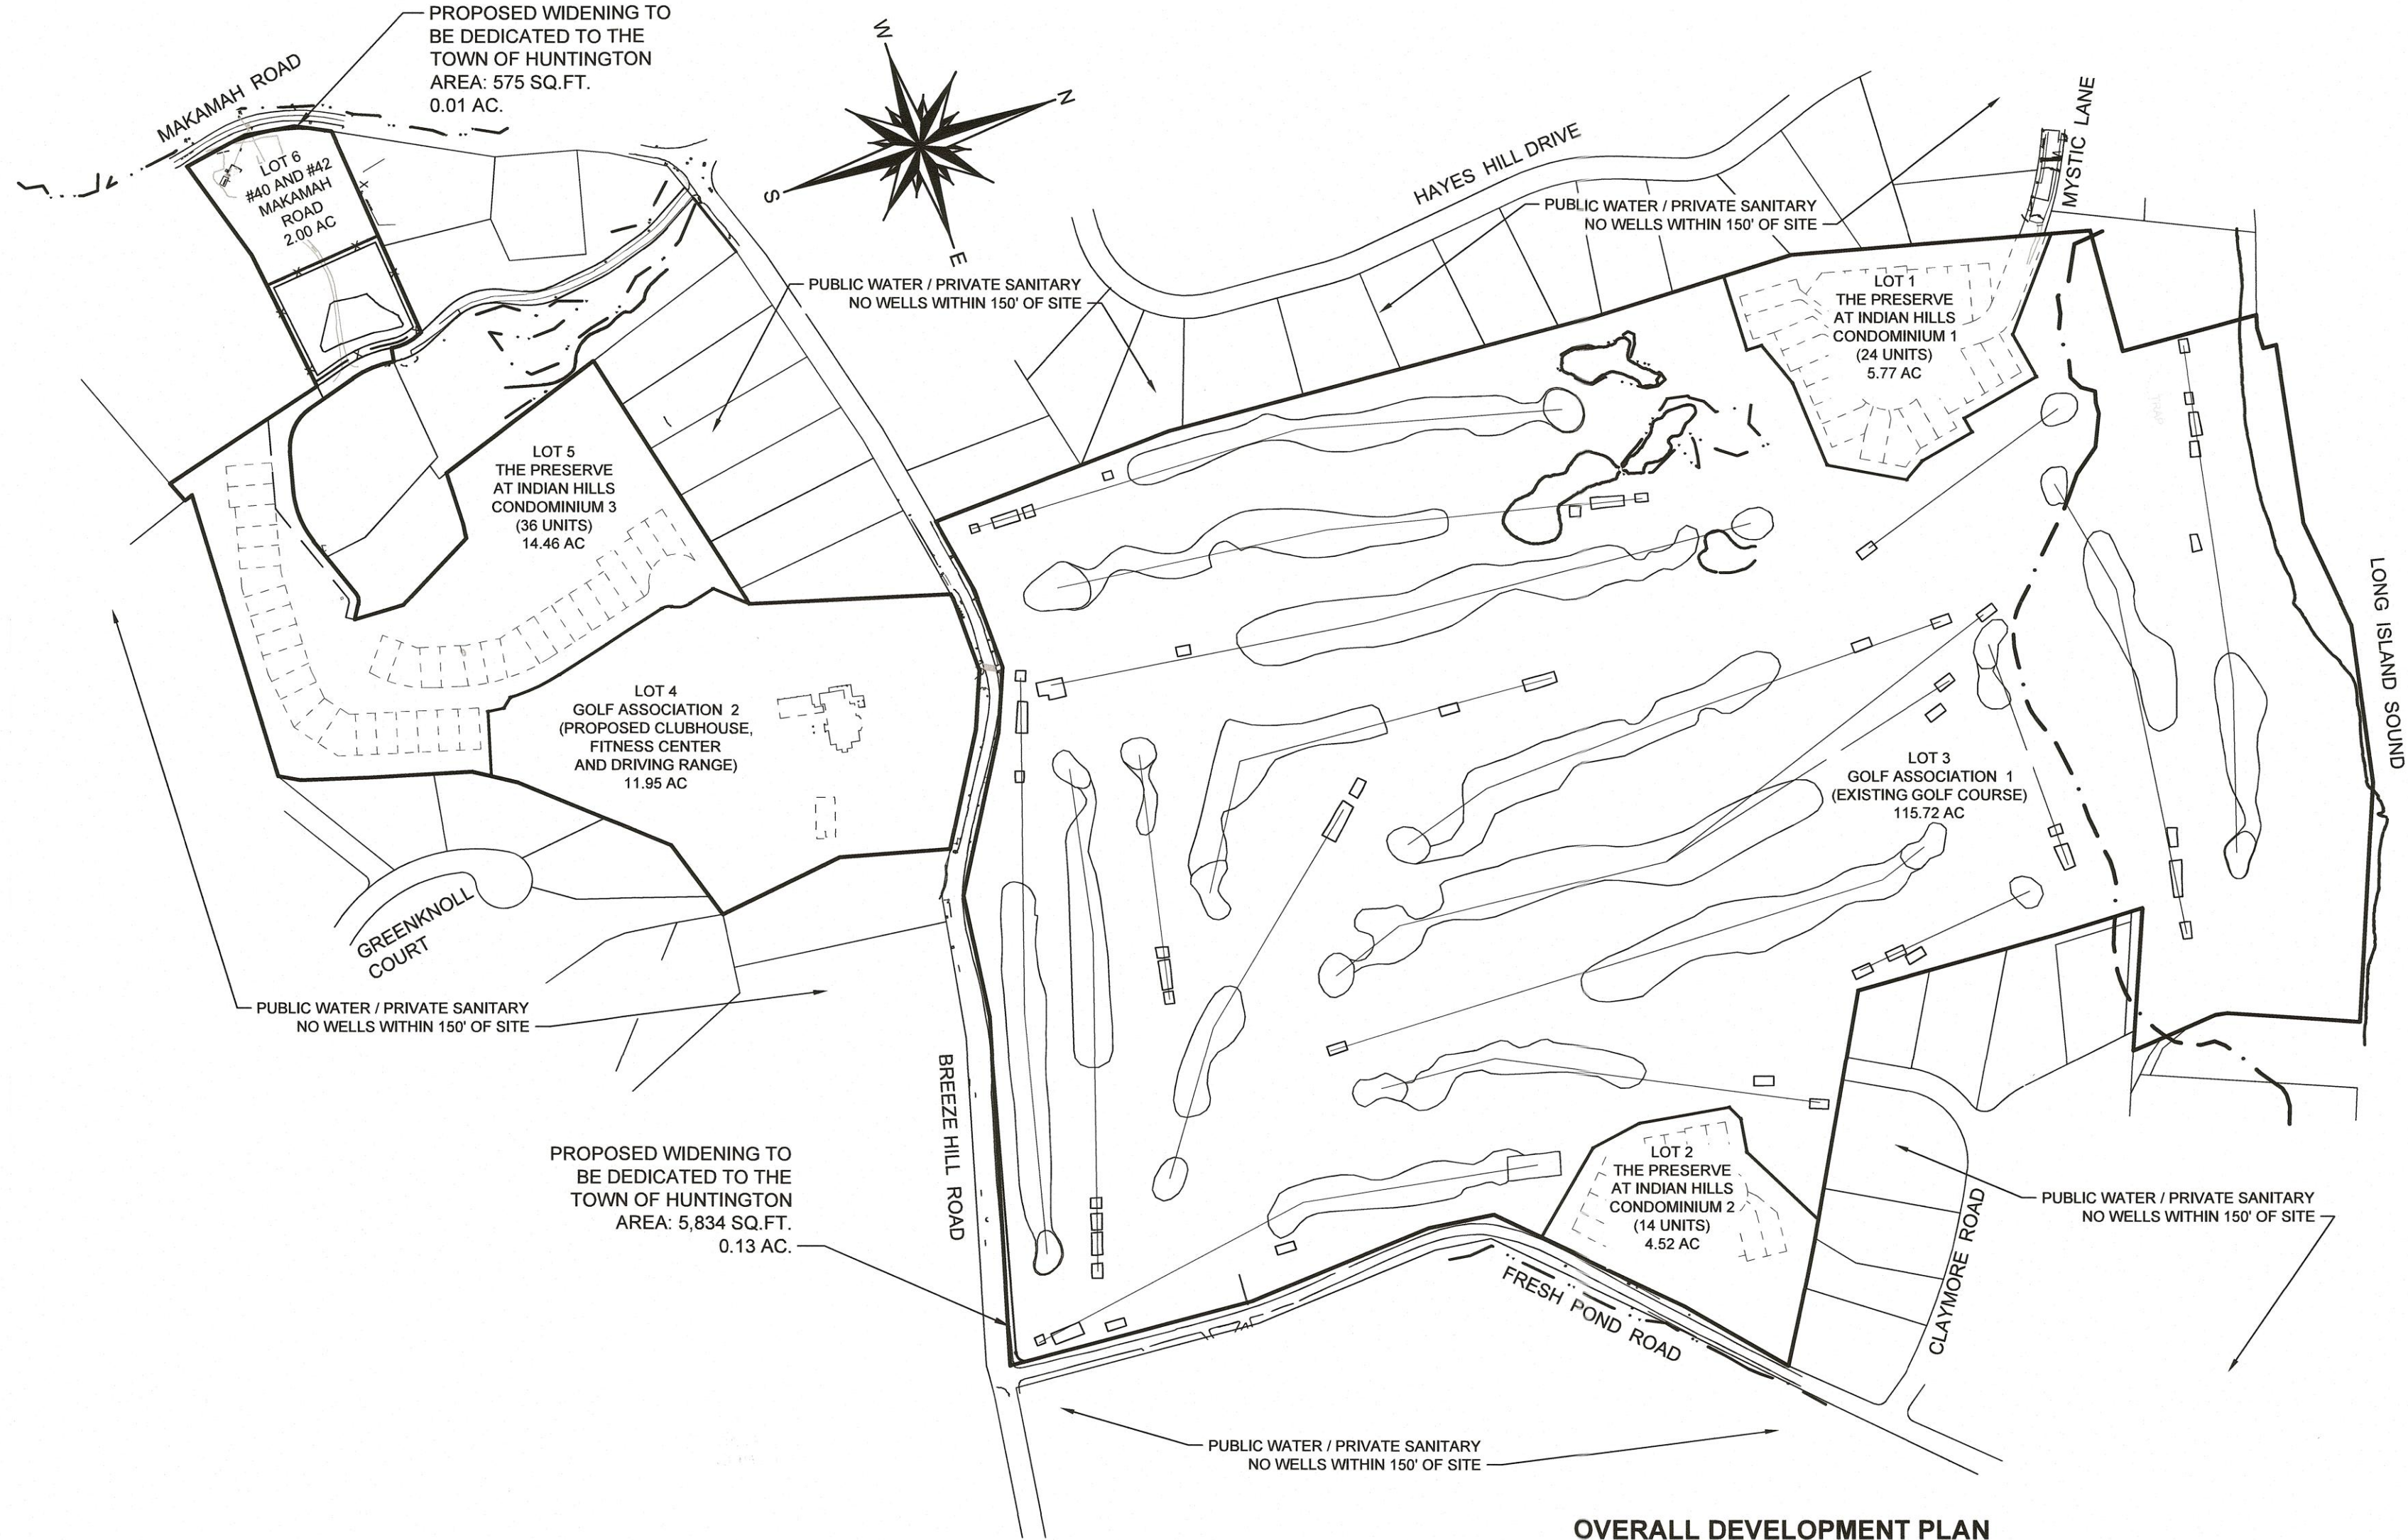 PROPOSED WIDENING TO
BE DEDICATED TO THE
TOWN OF HUNTINGTON
AREA: 575 SQ.FT.
0.01 AC.
MAKAMAH ROAD
LOT 6
#40 AND #42
MAKAMAH
ROAD
2.00 AC
W
N
S
E
HAYES HILL DRIVE
MYSTIC LANE
PUBLIC WATER / PRIVATE SANITARY
NO WELLS WITHIN 150' OF SITE
PUBLIC WATER / PRIVATE SANITARY
NO WELLS WITHIN 150' OF SITE
LOT 1
THE PRESERVE
AT INDIAN HILLS
CONDOMINIUM 1
(24 UNITS)
5.77 AC
LOT 5
THE PRESERVE
AT INDIAN HILLS
CONDOMINIUM 3
(36 UNITS)
14.46 AC
LONG ISLAND SOUND
LOT 4
GOLF ASSOCIATION 2
(PROPOSED CLUBHOUSE,
FITNESS CENTER
AND DRIVING RANGE)
11.95 AC
LOT 3
GOLF ASSOCIATION 1
(EXISTING GOLF COURSE)
115.72 AC
GREENKNOLL
COURT
PUBLIC WATER / PRIVATE SANITARY
NO WELLS WITHIN 150' OF SITE
BREEZE HILL ROAD
PROPOSED WIDENING TO
BE DEDICATED TO THE
TOWN OF HUNTINGTON
AREA: 5,834 SQ.FT.
0.13 AC.
LOT 2
THE PRESERVE
AT INDIAN HILLS
CONDOMINIUM 2
(14 UNITS)
4.52 AC
FRESH POND ROAD
CLAYMORE ROAD
PUBLIC WATER / PRIVATE SANITARY
NO WELLS WITHIN 150' OF SITE
PUBLIC WATER / PRIVATE SANITARY
NO WELLS WITHIN 150' OF SITE
OVERALL DEVELOPMENT PLAN